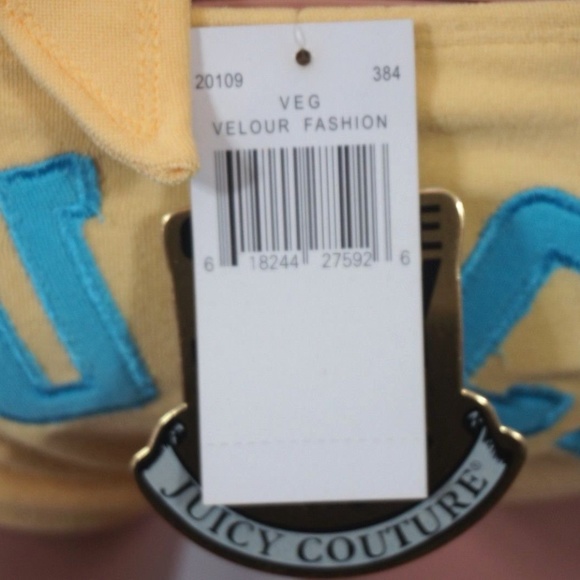 20109 384
VEG
VELOUR FASHION
6 18244 27592 6
JUICY COUTURE®
J C